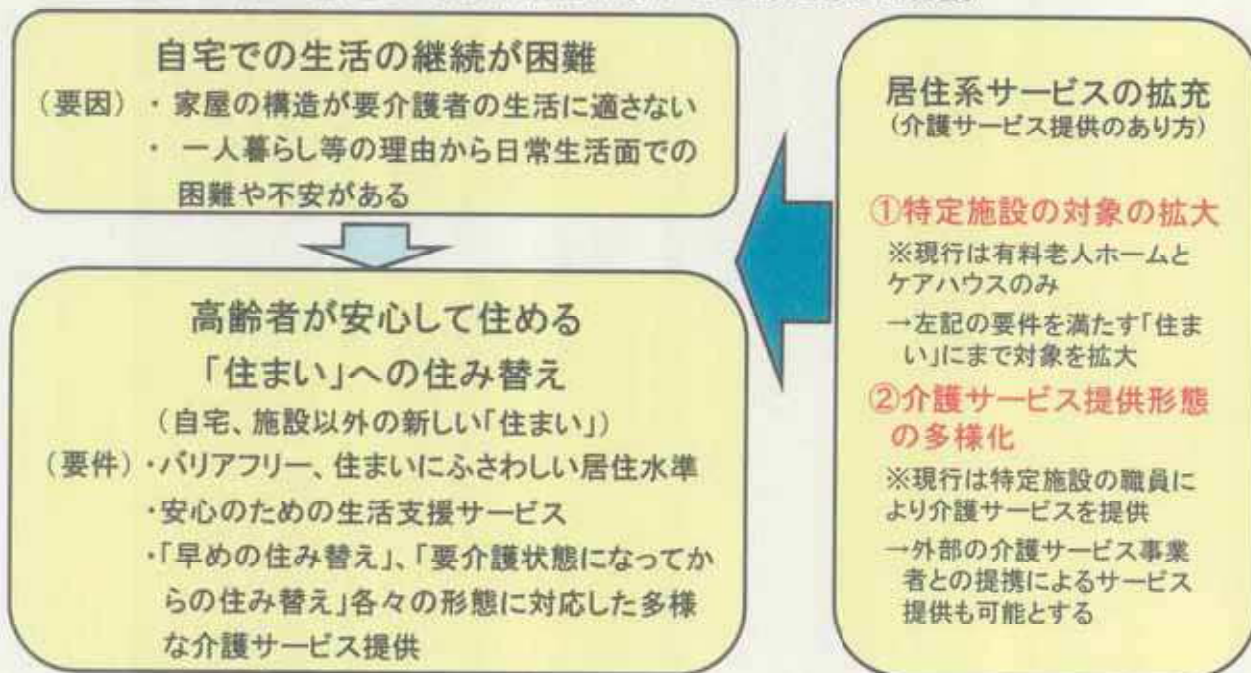 自宅での生活の継続が困難
（要因）・ 家屋の構造が要介護者の生活に適さない
・ 一人暮らし等の理由から日常生活面での
困難や不安がある
高齢者が安心して住める
「住まい」への住み替え
（自宅、施設以外の新しい「住まい」）
（要件）・バリアフリー、住まいにふさわしい居住水準
・安心のための生活支援サービス
・「早めの住み替え」、「要介護状態になってか
らの住み替え」各々の形態に対応した多様
な介護サービス提供
居住系サービスの拡充
（介護サービス提供のあり方）
①特定施設の対象の拡大
※現行は有料老人ホームと
ケアハウスのみ
→左記の要件を満たす「住ま
い」にまで対象を拡大
②介護サービス提供形態
の多様化
※現行は特定施設の職員に
より介護サービスを提供
→外部の介護サービス事業
者との提携によるサービス
提供も可能とする